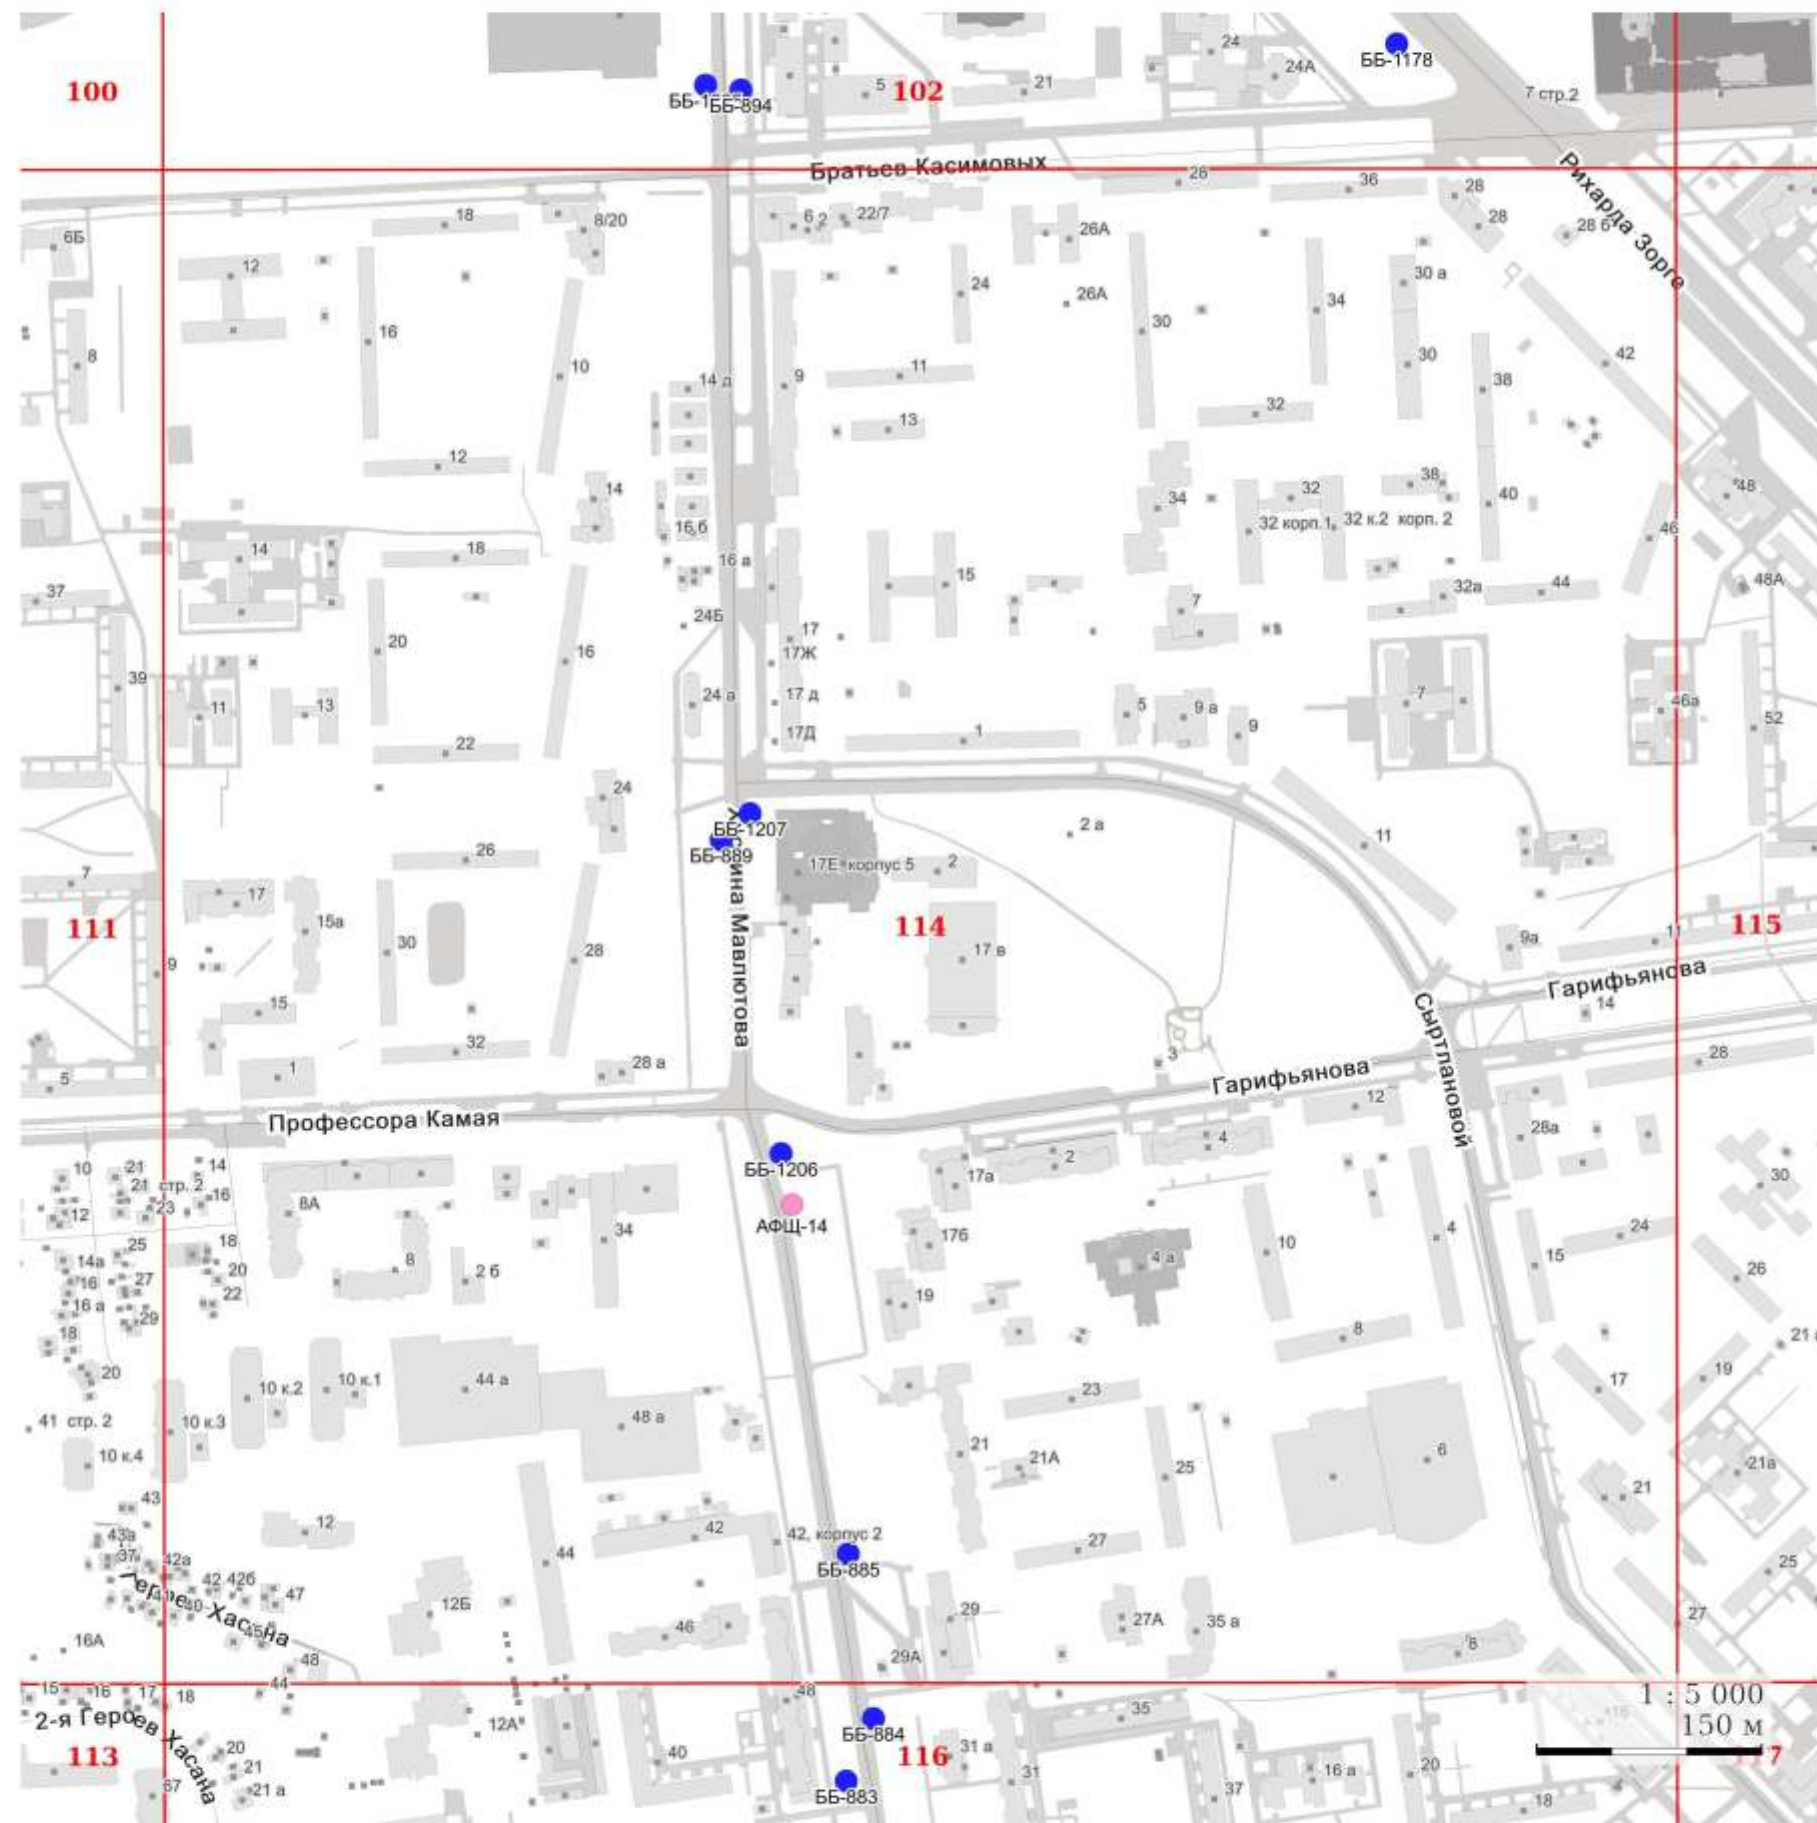 100
102
ББ-894
ББ-1178
5
21
24
24А
7 стр.2
Братьев Касимовых
Рихарда Зорге
26
36
28
28
28 б
6Б
18
8/20
6
2
22/7
26А
12
24
26А
30 а
34
16
30
8
10
14 д
9
11
30
42
38
32
13
12
14
34
32
38
40
48
16 б
32 корп.1
32 к.2
корп. 2
46
14
18
16 а
15
32а
44
48А
37
24Б
17
7
20
16
17Ж
39
24 а
17 д
5
9 в
7
46а
11
13
9
52
22
17Д
1
24
ББ-1207
2 а
11
ББ-889
26
17Е, корпус 5
2
7
17
111
15а
114
115
30
28
17 в
9а
11
9
Гарифьянова
15
14
Мавлютова
Сыртлановой
32
28 а
3
28
5
1
Гарифьянова
12
Профессора Камая
28а
4
ББ-1206
2
10
21
14
21 стр. 2
16
17а
30
12
23
8А
АФЩ-14
34
17б
10
4
24
25
18
14а
20
8
2 б
4 а
15
26
16
27
22
16 а
29
19
18
8
21 а
20
10 к.2
10 к.1
44 а
23
17
19
41 стр. 2
10 к.3
48 а
21
21А
25
6
10 к.4
21
21а
43
12
42
42, корпус 2
43а
27
37
42а
44
ББ-885
25
42
42б
47
Героев Хасана
12Б
29
27А
35 а
27
46
16А
29А
8
48
44
15
16
17
18
48
1 : 5 000
2-я Героев Хасана
12А
ББ-884
35
150 м
113
20
40
116
31 а
21
16 а
20
67
21 а
ББ-883
31
37
18